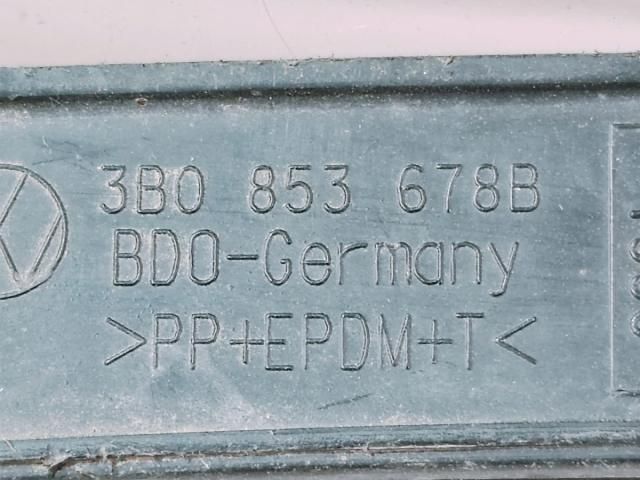 3B0 853 678B
BDO-Germany
>PP+EPDM+T<